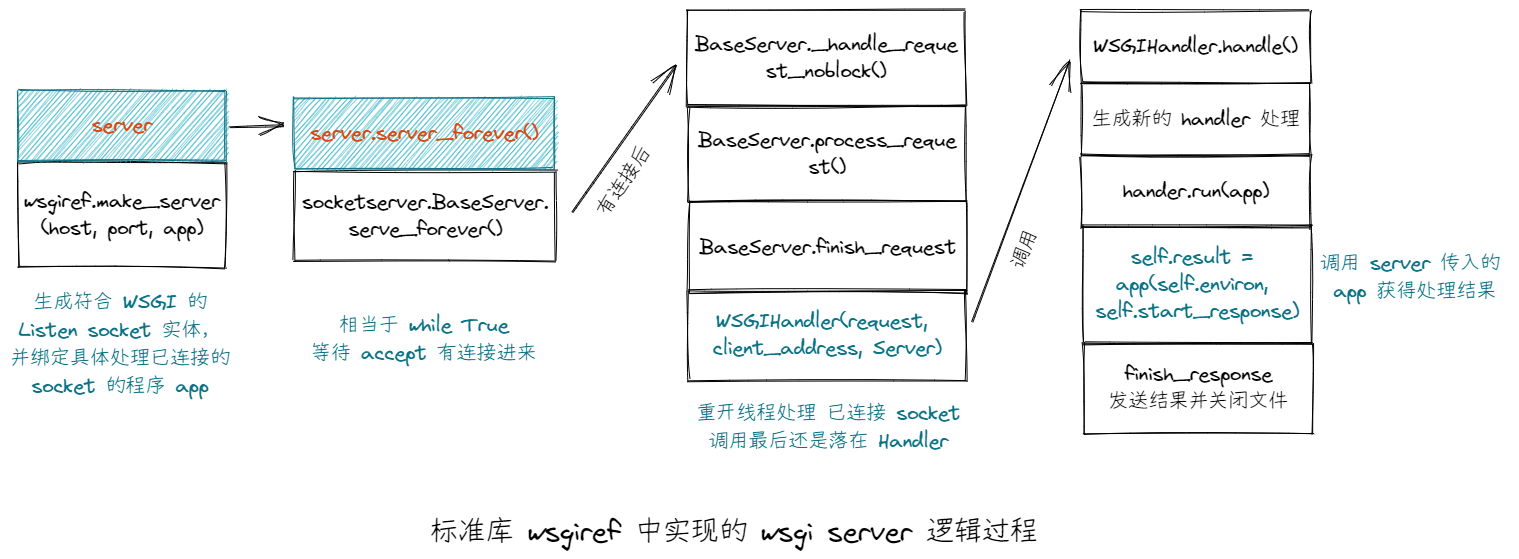 server
wsgiref.make_server
(host, port, app)
生成符合 WSGI 的
Listen socket 实体，
并绑定具体处理已连接的
socket 的程序 app
server.server_forever()
socketserver.BaseServer.
serve_forever()
相当于 while True
等待 accept 有连接进来
有连接后
BaseServer._handle_reque
st_noblock()
BaseServer.process_reque
st()
BaseServer.finish_request
WSGIHandler(request,
client_address, Server)
重开线程处理 已连接 socket
调用最后还是落在 Handler
调用
WSGIHandler.handle()
生成新的 handler 处理
hander.run(app)
self.result =
app(self.environ,
self.start_response)
调用 server 传入的
app 获得处理结果
finish_response
发送结果并关闭文件
标准库 wsgiref 中实现的 wsgi server 逻辑过程